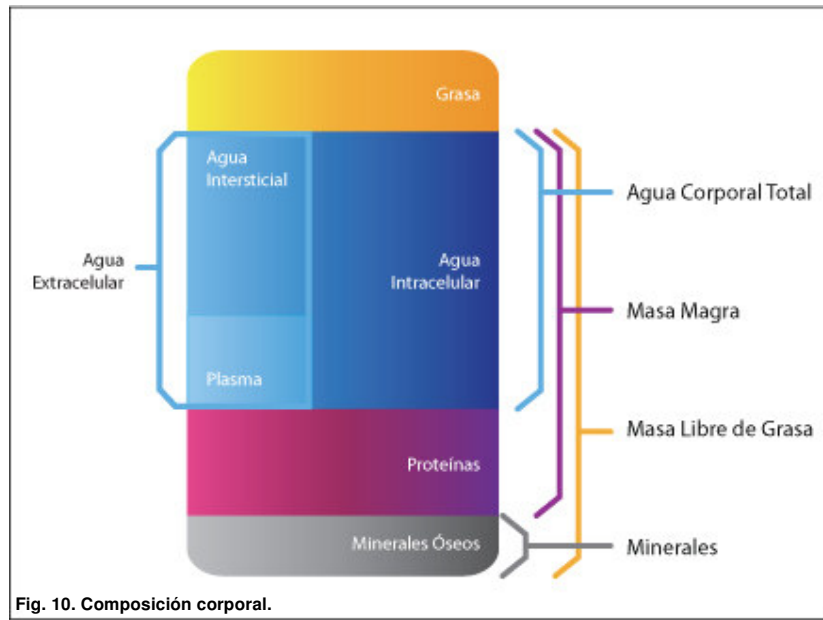 Grasa
Agua
Intersticial
Agua
Extracelular
Agua
Intracelular
Plasma
Proteínas
Minerales Óseos
Agua Corporal Total
Masa Magra
Masa Libre de Grasa
Minerales
Fig. 10. Composición corporal.